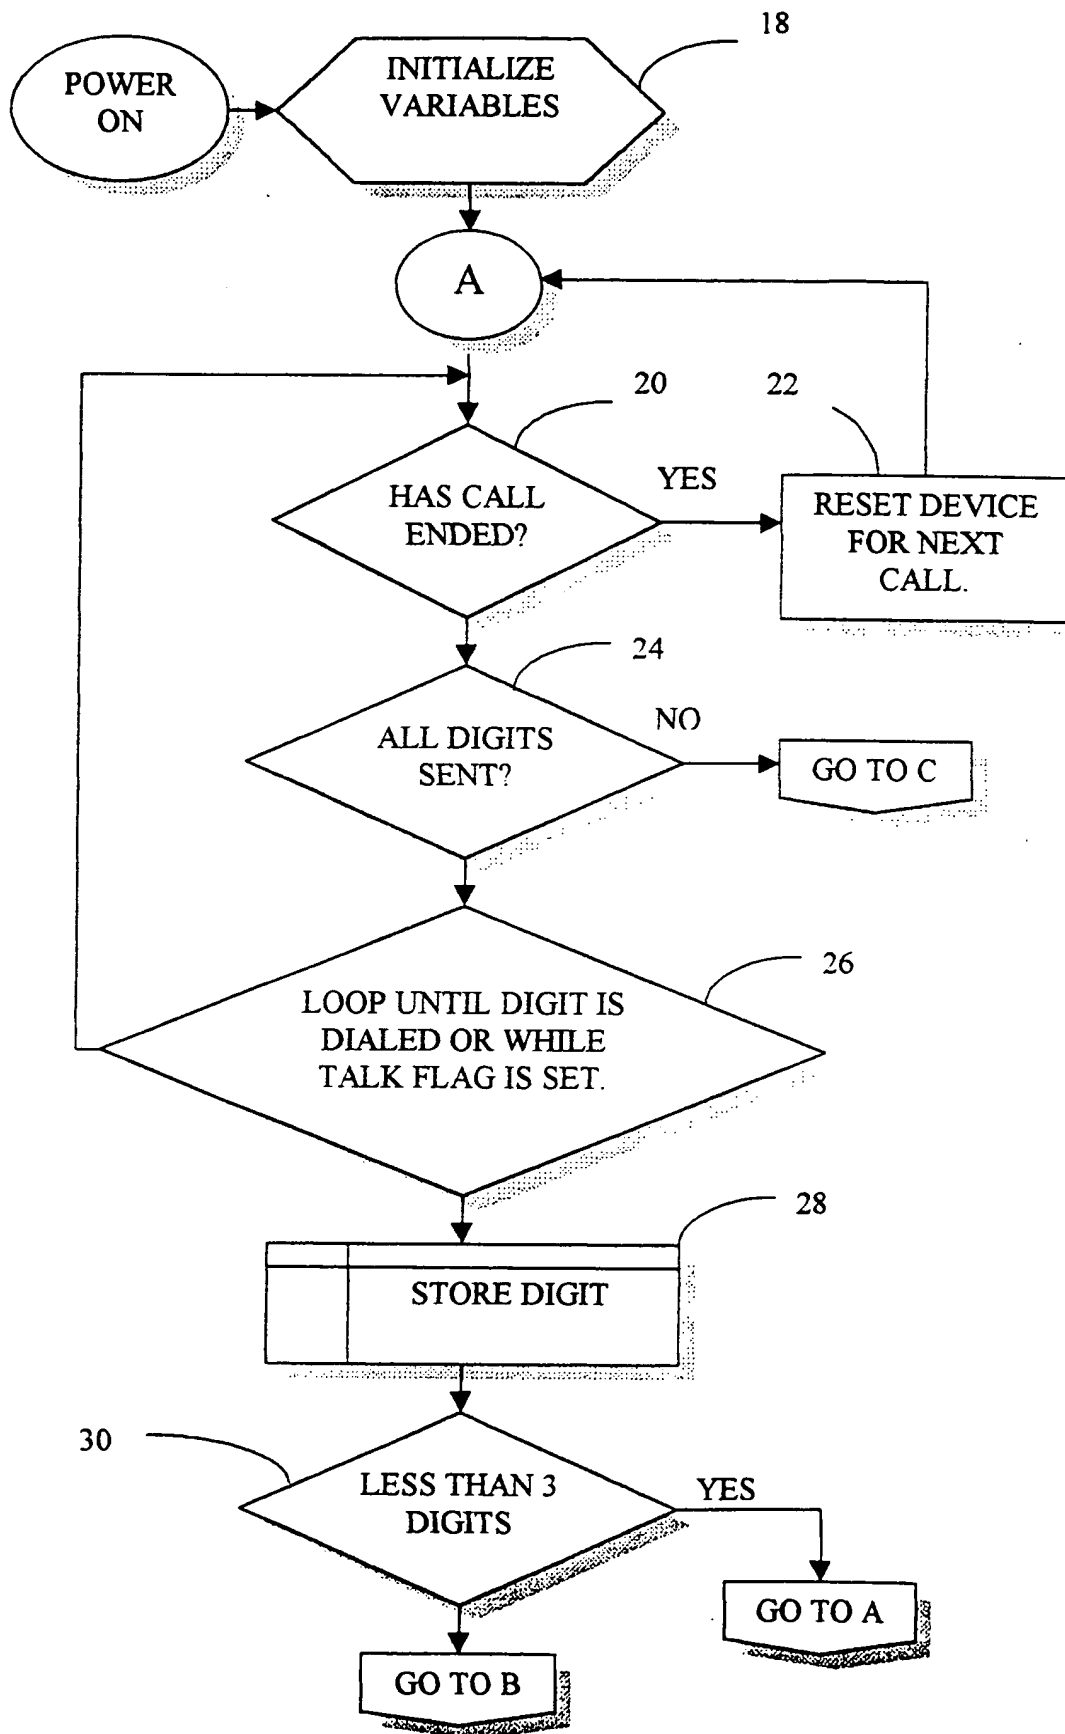 18
POWER
ON
INITIALIZE
VARIABLES
A
20
22
HAS CALL
ENDED?
YES
RESET DEVICE
FOR NEXT
CALL.
24
ALL DIGITS
SENT?
NO
GO TO C
26
LOOP UNTIL DIGIT IS
DIALED OR WHILE
TALK FLAG IS SET.
28
STORE DIGIT
30
LESS THAN 3
DIGITS
YES
GO TO A
GO TO B